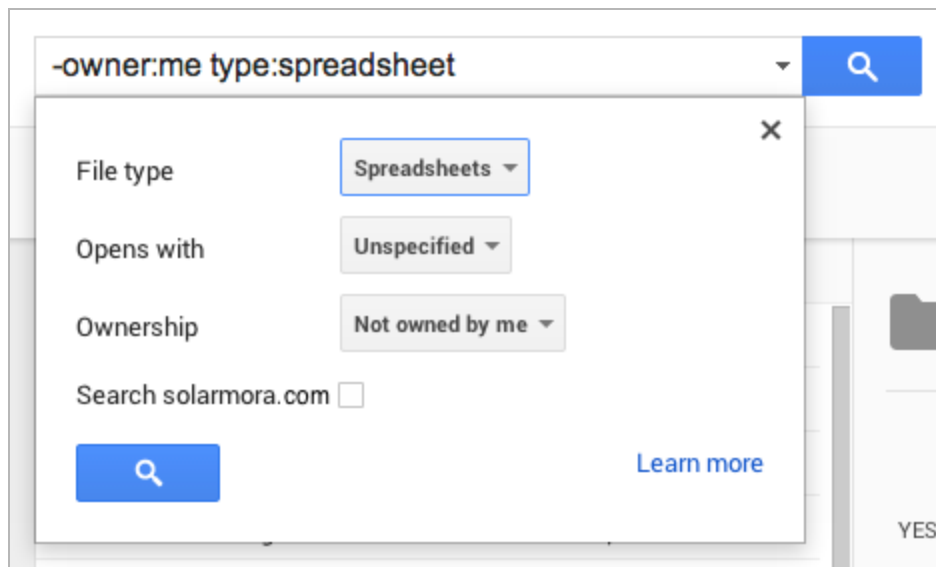 -owner:me type:spreadsheet
File type Spreadsheets
Opens with Unspecified
Ownership Not owned by me
Search solarmora.com
Learn more
YES